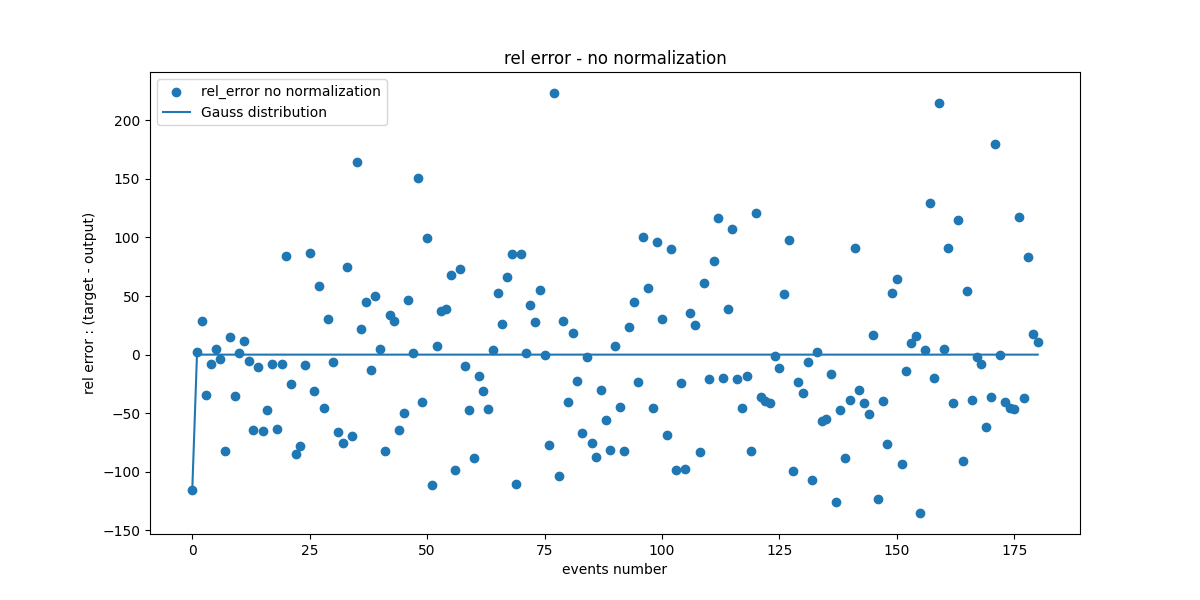 rel error - no normalization
rel_error no normalization
Gauss distribution
rel error : (target - output)
200
150
100
50
0
−50
−100
−150
0 25 50 75 100 125 150 175
events number